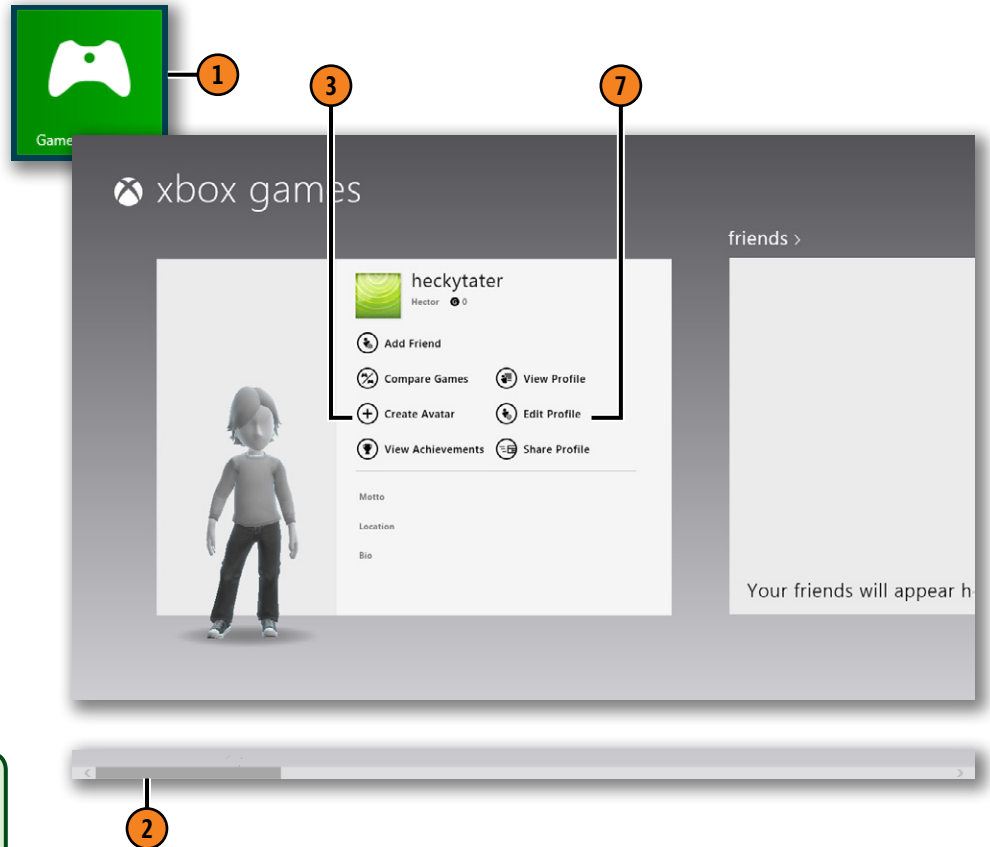 1
3
7
Game
xbox games
friends >
heckytater
Hector G 0
Add Friend
Compare Games
View Profile
Create Avatar
Edit Profile
View Achievements
Share Profile
Motto
Location
Bio
Your friends will appear h
2